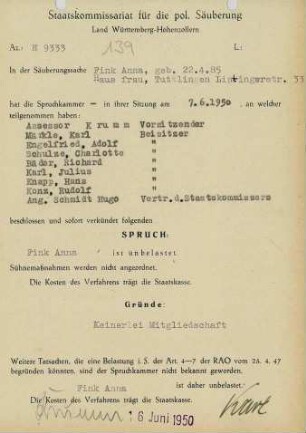 Staatskommissariat für die pol. Säuberung
Land Württemberg-Hohenzollern
Az.: N 9333 139 L:
In der Säuberungssache Fink Anna, geb. 22.4.85
Hausfrau, Tuttlingen 33
hat die Spruchkammer — in ihrer Sitzung am 7.6.1950 , an welcher
teilgenommen haben:
Assessor K r u m m Vorsitzender
Märkle, Karl Beisitzer
Engelfried, Adolf "
Schulze, Charlotte "
Bäder, Richard "
Karl, Julius "
Knapp, Hans "
Konz, Rudolf "
Ang. Schmidt Hugo Vertr.d.Staatskommissars
beschlossen und sofort verkündet folgenden
SPRUCH:
Fink Anna
ist unbelastet.
Sühnemaßnahmen werden nicht angeordnet.
Die Kosten des Verfahrens trägt die Staatskasse.
Gründe:
Keinerlei Mitgliedschaft
Weitere Tatsachen, die eine Belastung i. S. der Art. 4—7 der RAO vom 24. 4. 47
begründen könnten, sind der Spruchkammer nicht bekannt geworden.
Fink Anna ist daher unbelastet.
Die Kosten des Verfahrens trägt die Staatskasse.
16 Juni 1950